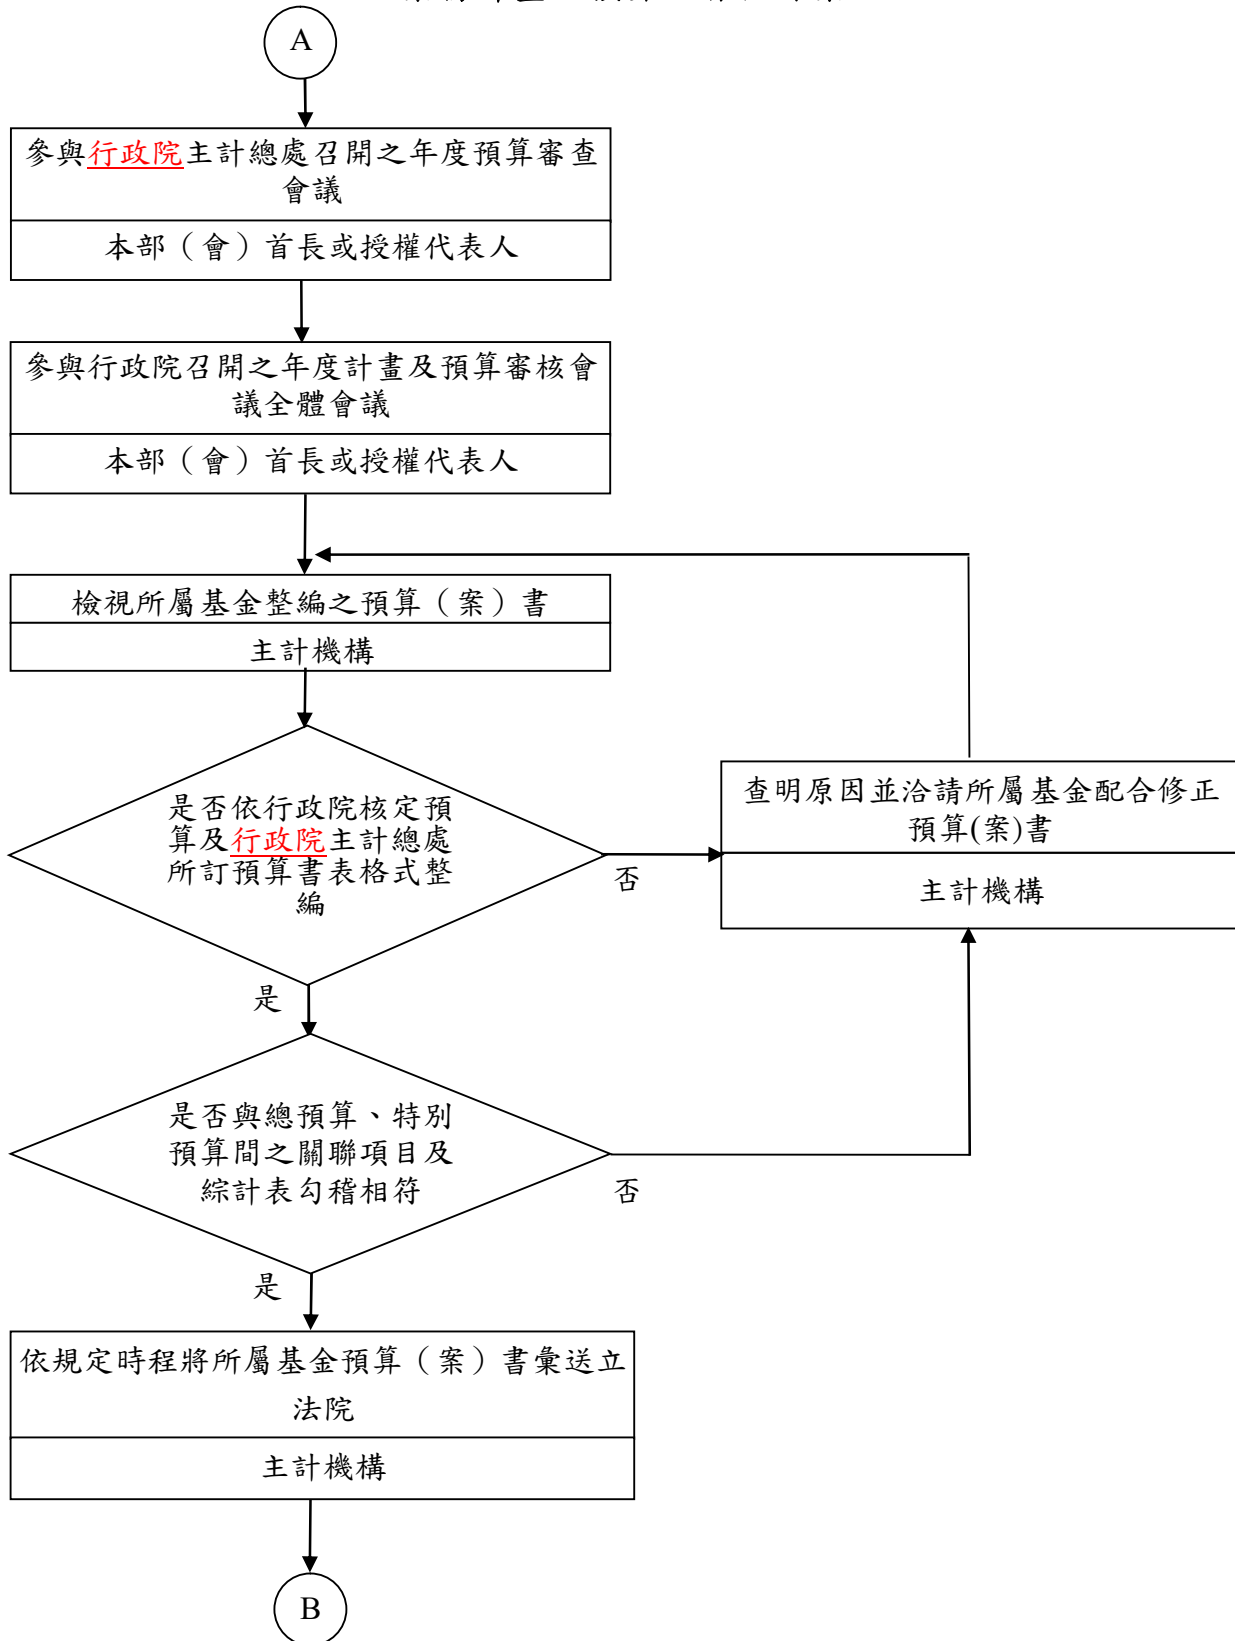 A
參與行政院主計總處召開之年度預算審查
會議
本部（會）首長或授權代表人
參與行政院召開之年度計畫及預算審核會
議全體會議
本部（會）首長或授權代表人
檢視所屬基金整編之預算（案）書
主計機構
是否依行政院核定預
算及行政院主計總處
所訂預算書表格式整
編
否
查明原因並洽請所屬基金配合修正
預算(案)書
主計機構
是
是否與總預算、特別
預算間之關聯項目及
綜計表勾稽相符
否
是
依規定時程將所屬基金預算（案）書彙送立
法院
主計機構
B